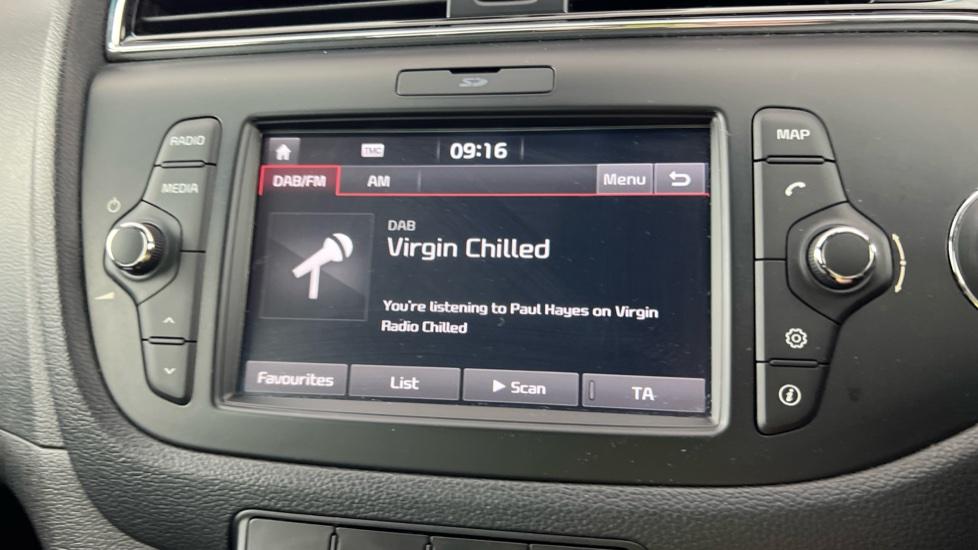 SD
RADIO
MEDIA
TMC 09:16
DAB/FM AM Menu
DAB
Virgin Chilled
You're listening to Paul Hayes on Virgin
Radio Chilled
Favourites List Scan TA
MAP
i